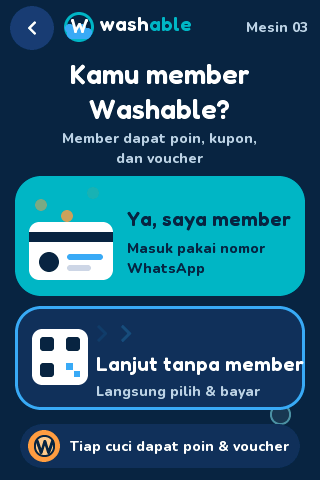 washable
Mesin 03
Kamu member
Washable?
Member dapat poin, kupon,
dan voucher
Ya, saya member
Masuk pakai nomor
WhatsApp
Lanjut tanpa member
Langsung pilih & bayar
Tiap cuci dapat poin & voucher